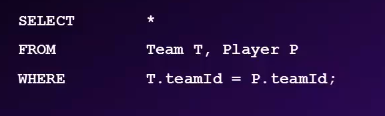 SELECT *
FROM Team T, Player P
WHERE T.teamId = P.teamId;